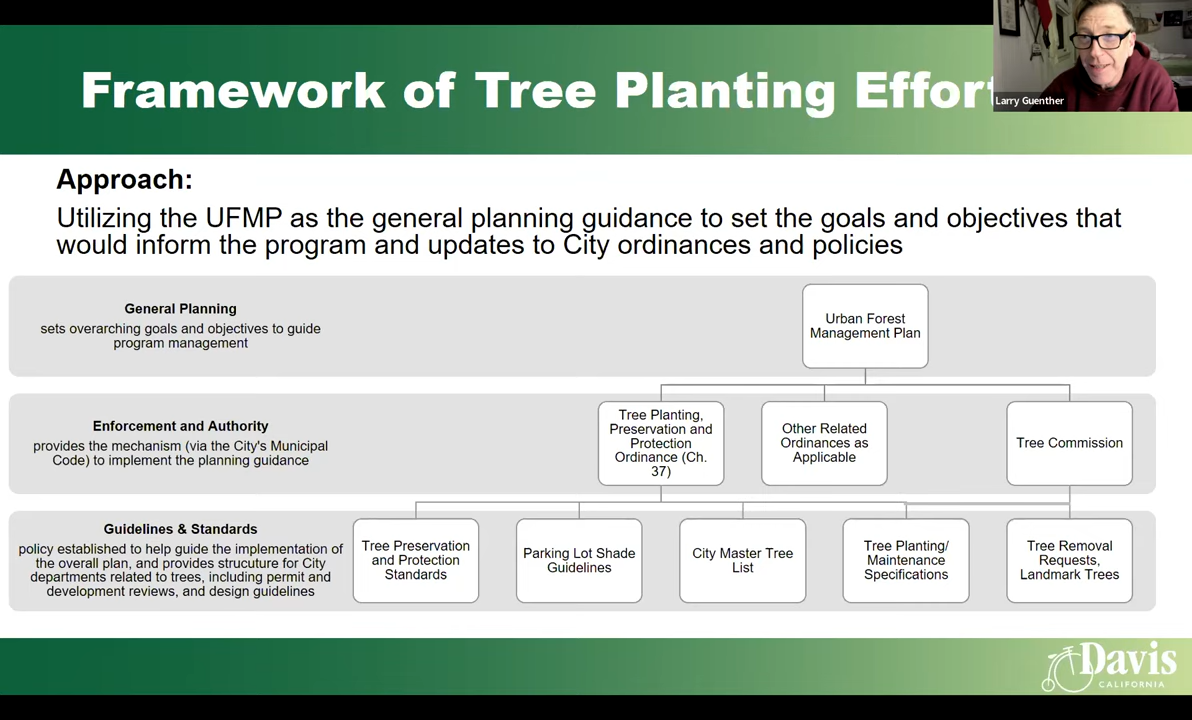 Framework of Tree Planting Effort
Larry Guenther
Approach:
Utilizing the UFMP as the general planning guidance to set the goals and objectives that
would inform the program and updates to City ordinances and policies
General Planning
sets overarching goals and objectives to guide
program management
Urban Forest
Management Plan
Enforcement and Authority
provides the mechanism (via the City's Municipal
Code) to implement the planning guidance
Tree Planting,
Preservation and
Protection
Ordinance (Ch.
37)
Other Related
Ordinances as
Applicable
Tree Commission
Guidelines & Standards
policy established to help guide the implementation of
the overall plan, and provides strucuture for City
departments related to trees, including permit and
development reviews, and design guidelines
Tree Preservation
and Protection
Standards
Parking Lot Shade
Guidelines
City Master Tree
List
Tree Planting/
Maintenance
Specifications
Tree Removal
Requests,
Landmark Trees
Davis
CALIFORNIA